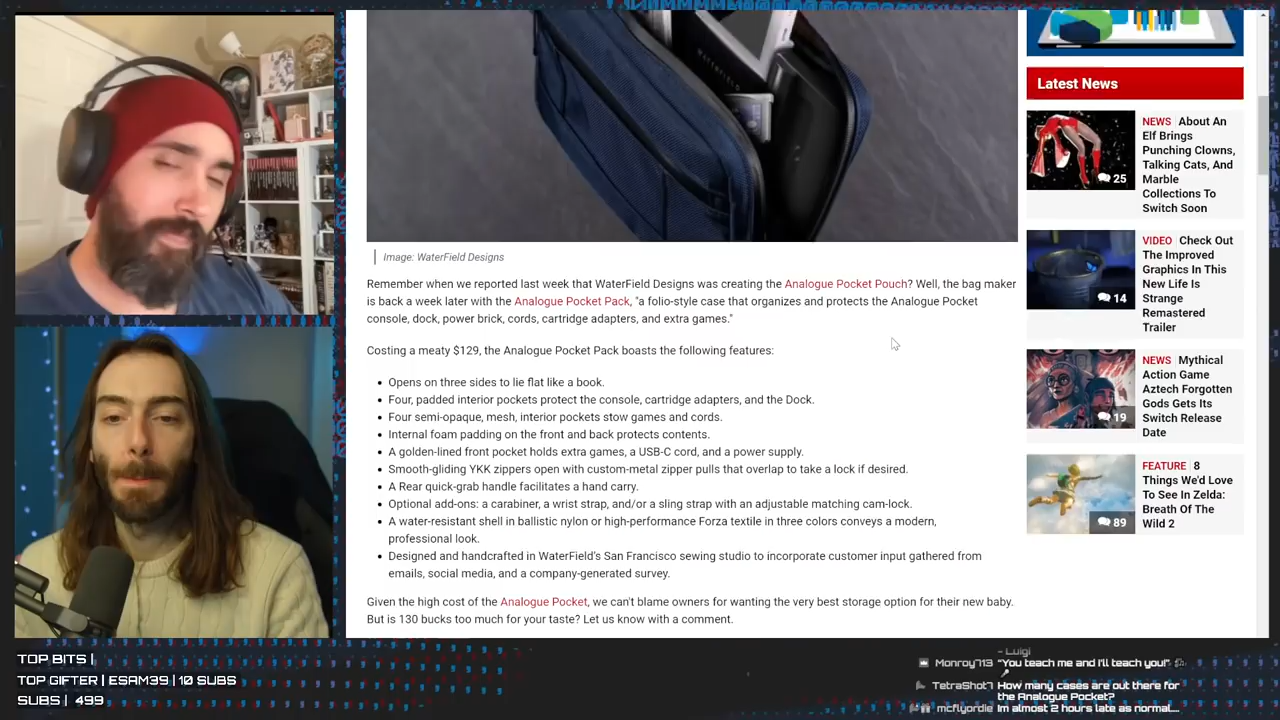 Image: WaterField Designs
Remember when we reported last week that WaterField Designs was creating the Analogue Pocket Pouch? Well, the bag maker
is back a week later with the Analogue Pocket Pack, "a folio-style case that organizes and protects the Analogue Pocket
console, dock, power brick, cords, cartridge adapters, and extra games."
Costing a meaty $129, the Analogue Pocket Pack boasts the following features:
Opens on three sides to lie flat like a book.
Four, padded interior pockets protect the console, cartridge adapters, and the Dock.
Four semi-opaque, mesh, interior pockets stow games and cords.
Internal foam padding on the front and back protects contents.
A golden-lined front pocket holds extra games, a USB-C cord, and a power supply.
Smooth-gliding YKK zippers open with custom-metal zipper pulls that overlap to take a lock if desired.
A Rear quick-grab handle facilitates a hand carry.
Optional add-ons: a carabiner, a wrist strap, and/or a sling strap with an adjustable matching cam-lock.
A water-resistant shell in ballistic nylon or high-performance Forza textile in three colors conveys a modern,
professional look.
Designed and handcrafted in WaterField's San Francisco sewing studio to incorporate customer input gathered from
emails, social media, and a company-generated survey.
Given the high cost of the Analogue Pocket, we can't blame owners for wanting the very best storage option for their new baby.
But is 130 bucks too much for your taste? Let us know with a comment.
Latest News
NEWS About An
Elf Brings
Punching Clowns,
Talking Cats, And
Marble
Collections To
Switch Soon
25
VIDEO Check Out
The Improved
Graphics In This
New Life Is
Strange
Remastered
Trailer
14
NEWS Mythical
Action Game
Aztech Forgotten
Gods Gets Its
Switch Release
Date
19
FEATURE 8
Things We'd Love
To See In Zelda:
Breath Of The
Wild 2
89
TOP BITS |
TOP GIFTER | ESAM39 | 10 SUBS
SUBS | 499
- Luigi
Monroy713 "You teach me and I'll teach you!"
TetraShot7 How many cases are out there for
the Analogue Pocket?
mcflyordie Im almost 2 hours late as normal....